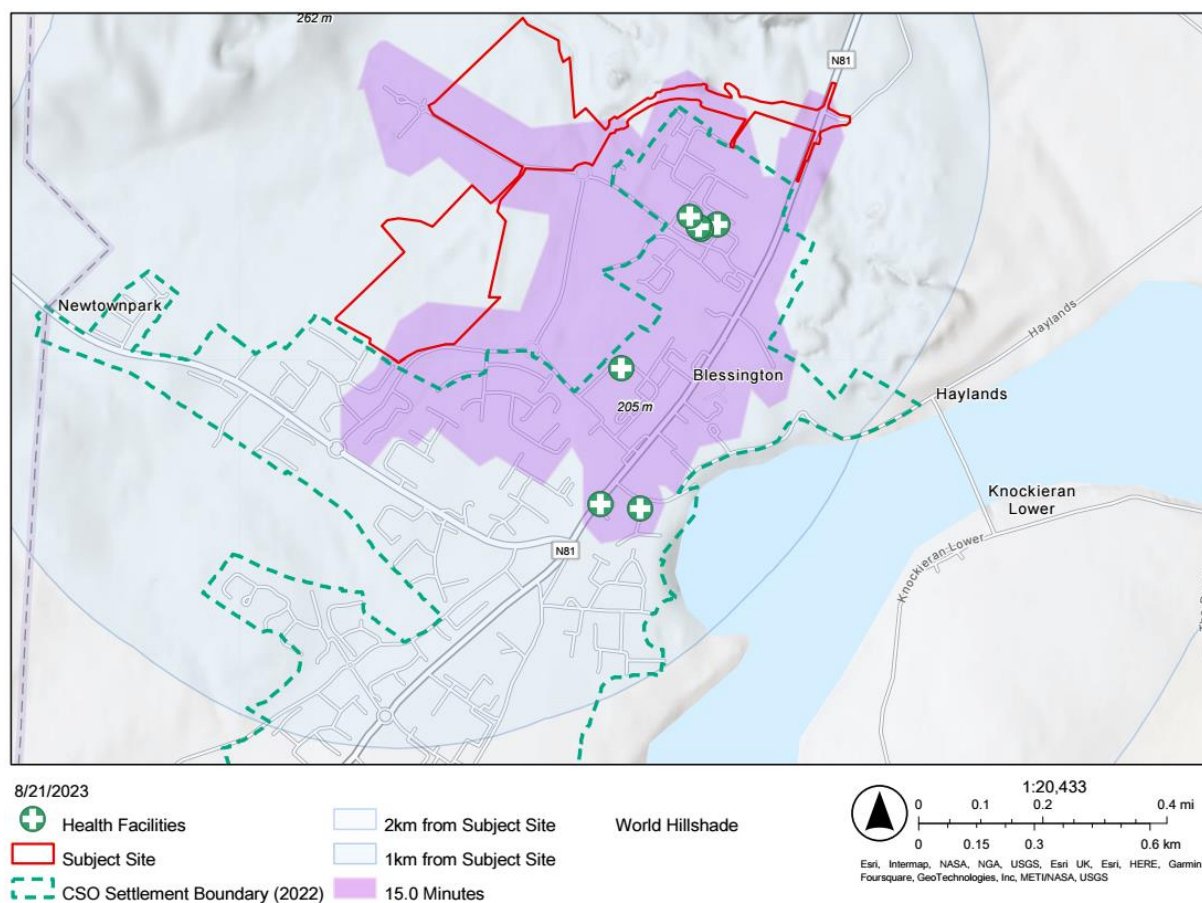 262 m
N81
Newtownpark
Haylands
Blessington
Haylands
205 m
Knockieran
Lower
Knockieran Lower
N81
8/21/2023
Health Facilities
Subject Site
CSO Settlement Boundary (2022)
2km from Subject Site
1km from Subject Site
15.0 Minutes
World Hillshade
1:20,433
0 0.1 0.2 0.4 mi
0 0.15 0.3 0.6 km
Esri, Intermap, NASA, NGA, USGS, Esri UK, Esri, HERE, Garmin
Foursquare, GeoTechnologies, Inc, METI/NASA, USGS